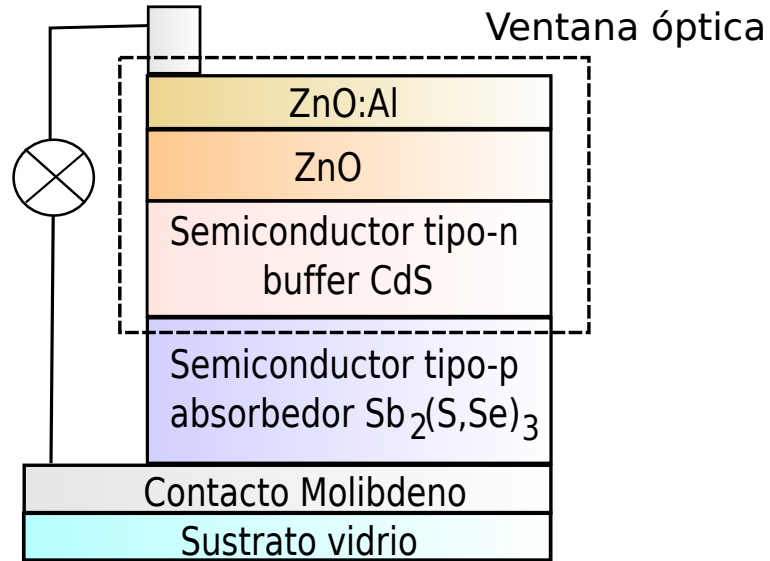 Ventana óptica
ZnO:Al
ZnO
Semiconductor tipo-n
buffer CdS
Semiconductor tipo-p
absorbedor Sb2(S,Se)3
Contacto Molibdeno
Sustrato vidrio